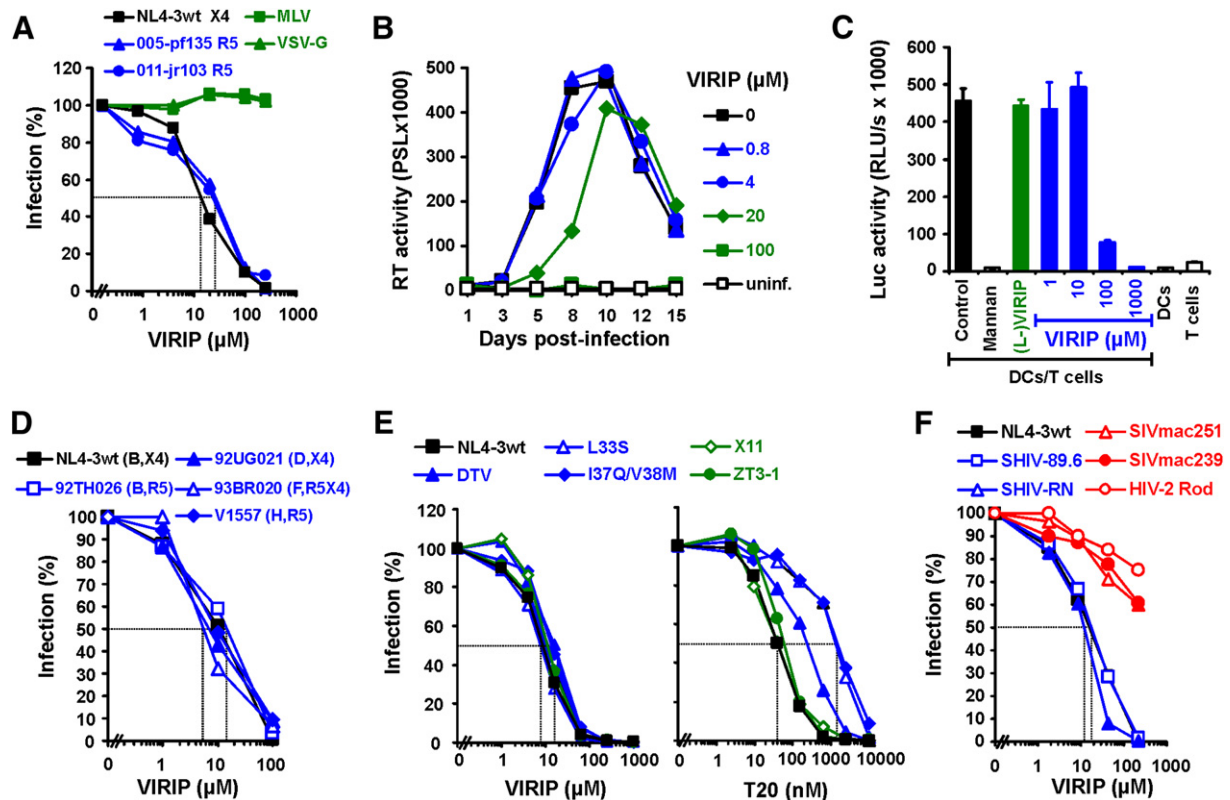 A
NL4-3wt X4
MLV
005-pf135 R5
VSV-G
011-jr103 R5
Infection (%)
120
100
80
60
40
20
0
0 1 10 100 1000
VIRIP (µM)
B
RT activity (PSLx1000)
500
400
300
200
100
0
1 3 5 8 10 12 15
Days post-infection
VIRIP (µM)
0
0.8
4
20
100
uninf.
C
Luc activity (RLU/s x 1000)
600
500
400
300
200
100
0
Control
Mannan
(L-)VIRIP
1
10
100
1000
DCs
T cells
VIRIP (µM)
DCs/T cells
D
NL4-3wt (B,X4)
92UG021 (D,X4)
92TH026 (B,R5)
93BR020 (F,R5X4)
V1557 (H,R5)
Infection (%)
100
90
80
70
60
50
40
30
20
10
0
0 1 10 100
VIRIP (µM)
E
NL4-3wt
L33S
X11
DTV
I37Q/V38M
ZT3-1
Infection (%)
120
100
80
60
40
20
0
0 1 10 100 1000
VIRIP (µM)
0 1 10 100 1000 10000
T20 (nM)
F
NL4-3wt
SIVmac251
SHIV-89.6
SIVmac239
SHIV-RN
HIV-2 Rod
Infection (%)
100
90
80
70
60
50
40
30
20
10
0
0 1 10 100 1000
VIRIP (µM)